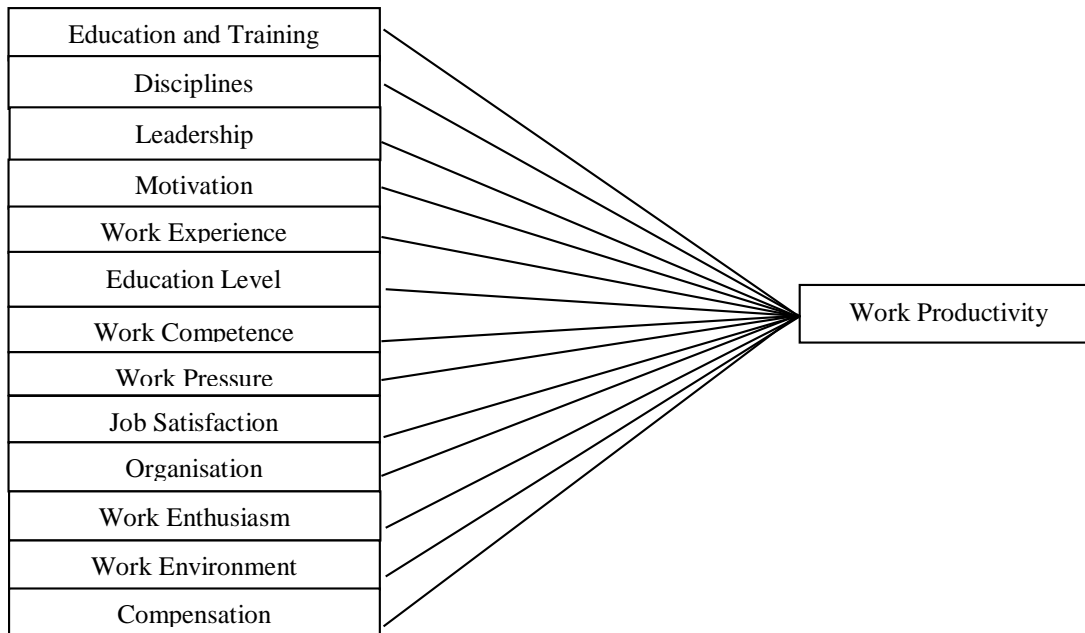 Education and Training
Disciplines
Leadership
Motivation
Work Experience
Education Level
Work Competence
Work Pressure
Job Satisfaction
Organisation
Work Enthusiasm
Work Environment
Compensation
Work Productivity